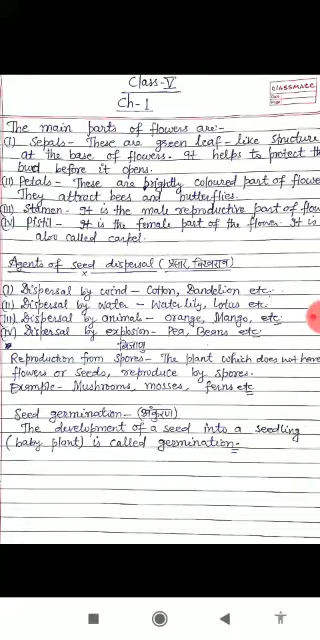 Class-V
Ch-1
CLASSMATE
Date
Page
The main parts of flowers are:-
(I) Sepals- These are green leaf-like structure
at the base of flowers. It helps to protect th
bud before it opens.
(II) Petals- These are brightly coloured part of flowe
They attract bees and butterflies.
(III) Stamen- It is the male reproductive part of flow
(IV) Pistil- It is the female part of the flower. It is
also called carpel.
Agents of seed dispersal (प्रसार, बिखराव)
(I) Dispersal by wind- Cotton, Dandelion etc.
(II) Dispersal by water- Waterlily, Lotus etc.
(III) Dispersal by animals- Orange, Mango, etc.
(IV) Dispersal by explosion- Pea, Beans etc.
Reproduction from spores- The plant which does not have
flowers or seeds, reproduce by spores.
Example- Mushrooms, mosses, ferns etc
Seed germination- (अंकुरण)
The development of a seed into a seedling
(baby plant) is called germination.